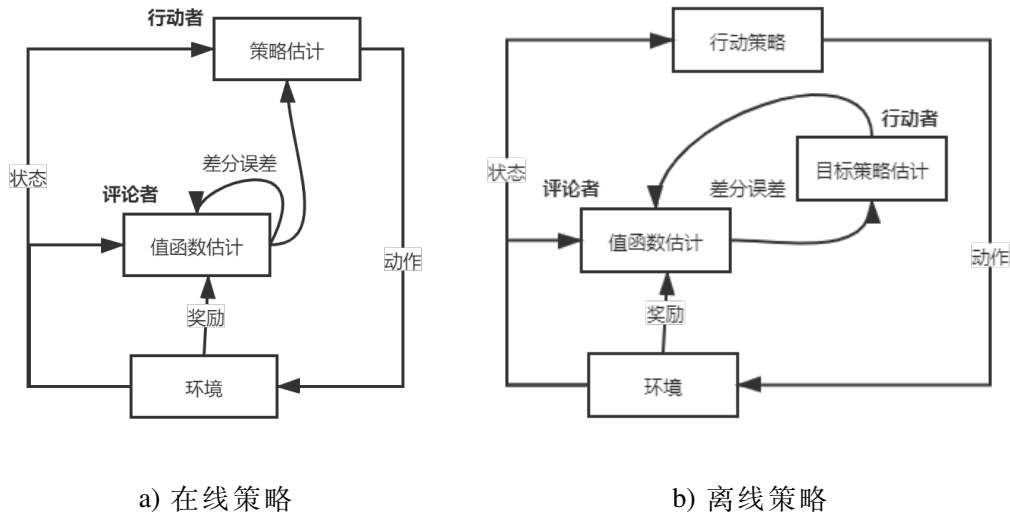 行动者
策略估计
状态
差分误差
评论者
值函数估计
动作
奖励
环境
a) 在线策略
行动策略
行动者
目标策略估计
状态
评论者
差分误差
值函数估计
动作
奖励
环境
b) 离线策略